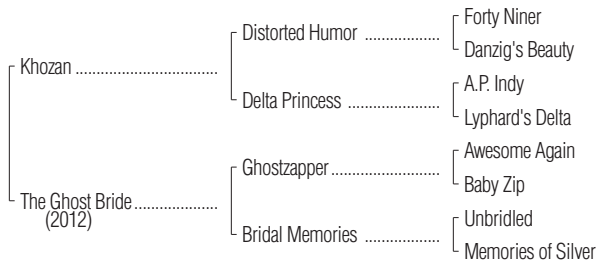 Forty Niner
Distorted Humor ..................
Danzig's Beauty
Khozan ..................................
A.P. Indy
Delta Princess ......................
Lyphard's Delta
Awesome Again
Ghostzapper..........................
Baby Zip
The Ghost Bride....................
(2012)
Unbridled
Bridal Memories ..................
Memories of Silver